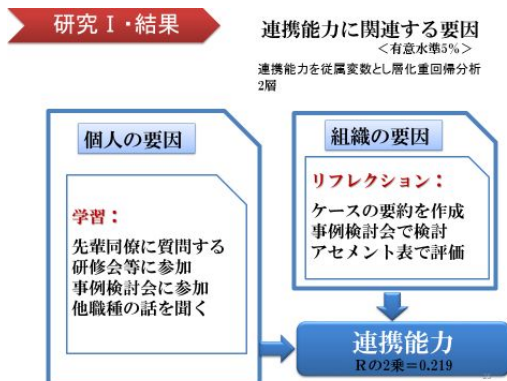 研究Ⅰ・結果
連携能力に関連する要因
＜有意水準5%＞
連携能力を従属変数とし層化重回帰分析
2層
個人の要因
学習：
先輩同僚に質問する
研修会等に参加
事例検討会に参加
他職種の話を聞く
組織の要因
リフレクション：
ケースの要約を作成
事例検討会で検討
アセメント表で評価
連携能力
Rの2乗＝0.219